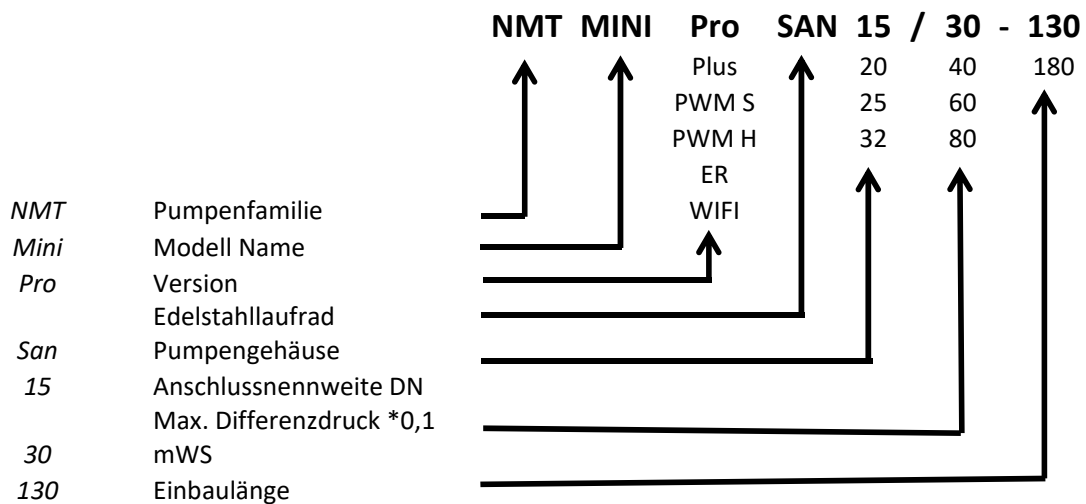 NMT MINI Pro SAN 15 / 30 - 130
Plus 20 40 180
PWM S 25 60
PWM H 32 80
ER
WIFI
NMT Pumpenfamilie
Mini Modell Name
Pro Version
Edelstahllaufrad
San Pumpengehäuse
15 Anschlussnennweite DN
Max. Differenzdruck *0,1
30 mWS
130 Einbaulänge